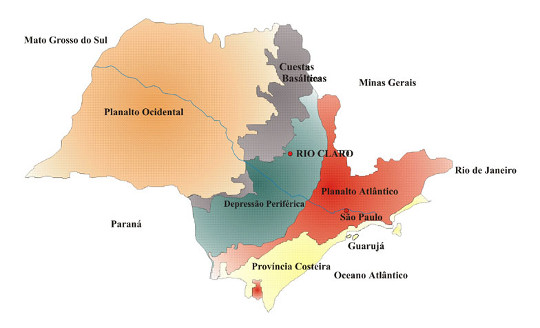 Mato Grosso do Sul
Cuestas
Basálticas
Minas Gerais
Planalto Ocidental
RIO CLARO
Rio de Janeiro
Planalto Atlântico
Depressão Periférica
São Paulo
Paraná
Guarujá
Província Costeira
Oceano Atlântico